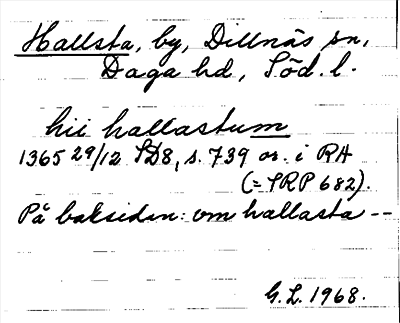 Hallsta, by, Dillnäs sn,
Daga hd, Söd. l.
hii hallastum
1365 29/12 SD8, s. 739 or. i RA
(= SRP 682).
På baksidan: om hallasta --
G.L. 1968.